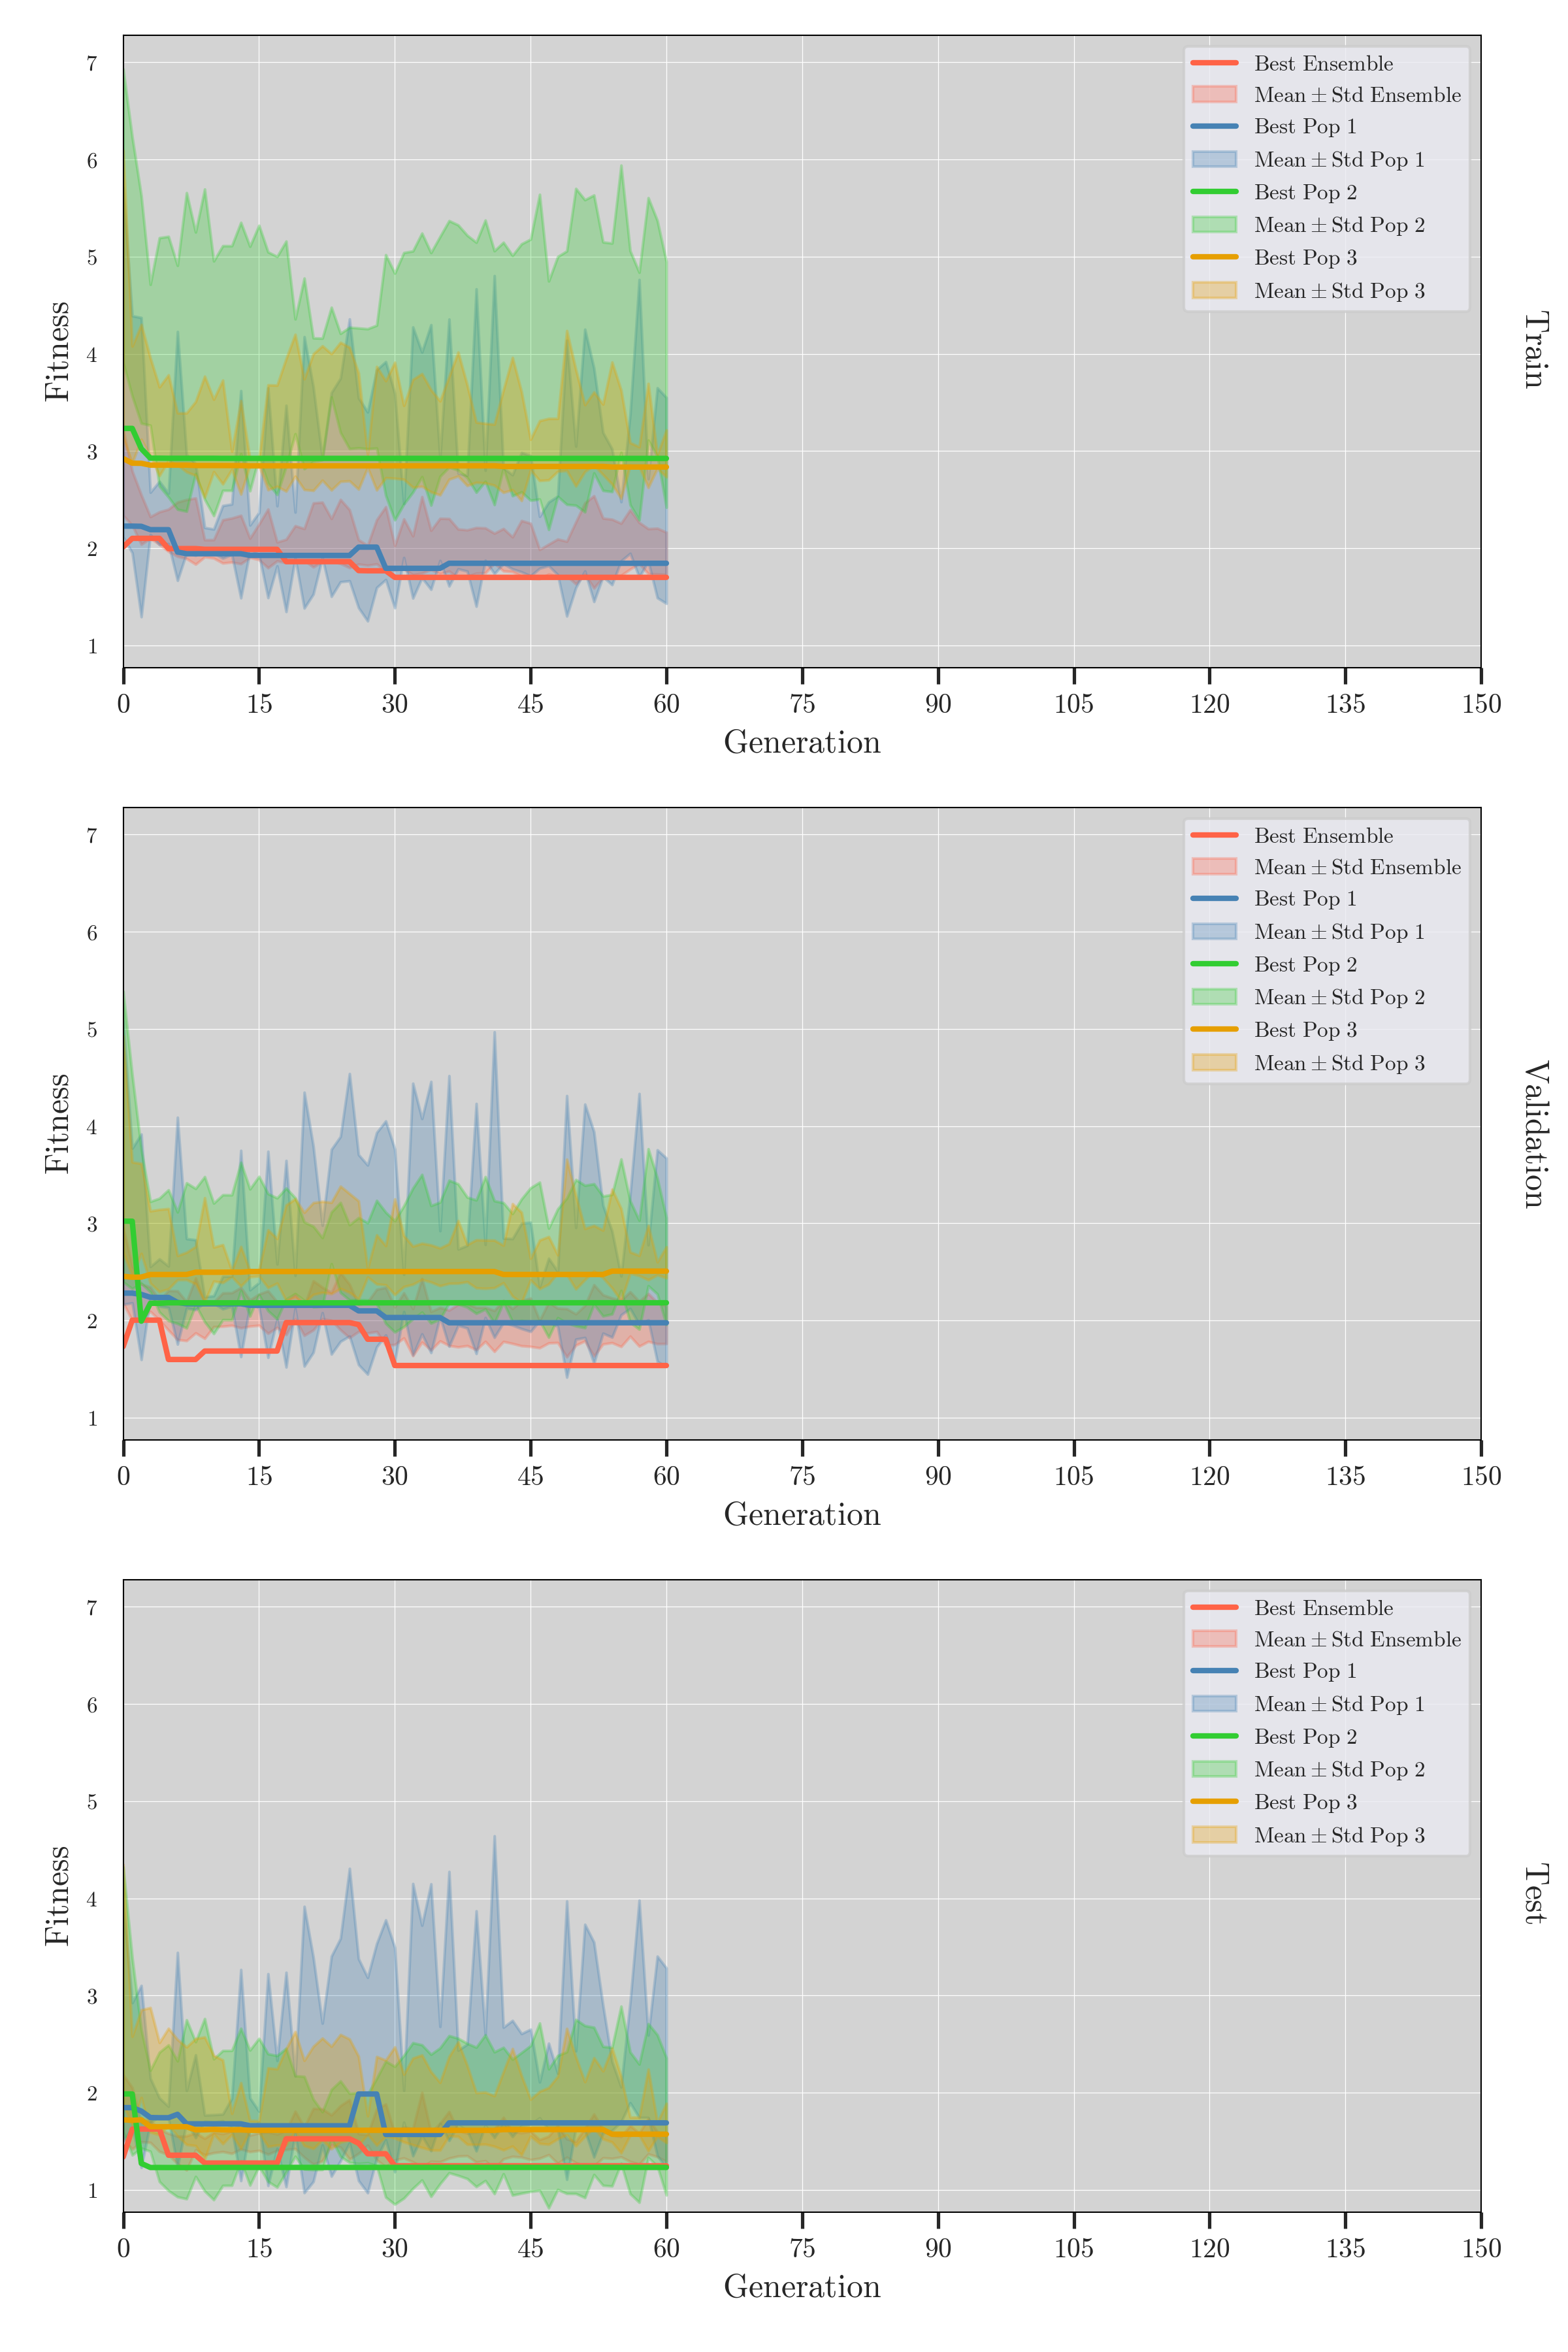 7
6
5
4
3
2
1
Fitness
Best Ensemble
Mean ± Std Ensemble
Best Pop 1
Mean ± Std Pop 1
Best Pop 2
Mean ± Std Pop 2
Best Pop 3
Mean ± Std Pop 3
Train
0 15 30 45 60 75 90 105 120 135 150
Generation
7
6
5
4
3
2
1
Fitness
Best Ensemble
Mean ± Std Ensemble
Best Pop 1
Mean ± Std Pop 1
Best Pop 2
Mean ± Std Pop 2
Best Pop 3
Mean ± Std Pop 3
Validation
0 15 30 45 60 75 90 105 120 135 150
Generation
7
6
5
4
3
2
1
Fitness
Best Ensemble
Mean ± Std Ensemble
Best Pop 1
Mean ± Std Pop 1
Best Pop 2
Mean ± Std Pop 2
Best Pop 3
Mean ± Std Pop 3
Test
0 15 30 45 60 75 90 105 120 135 150
Generation